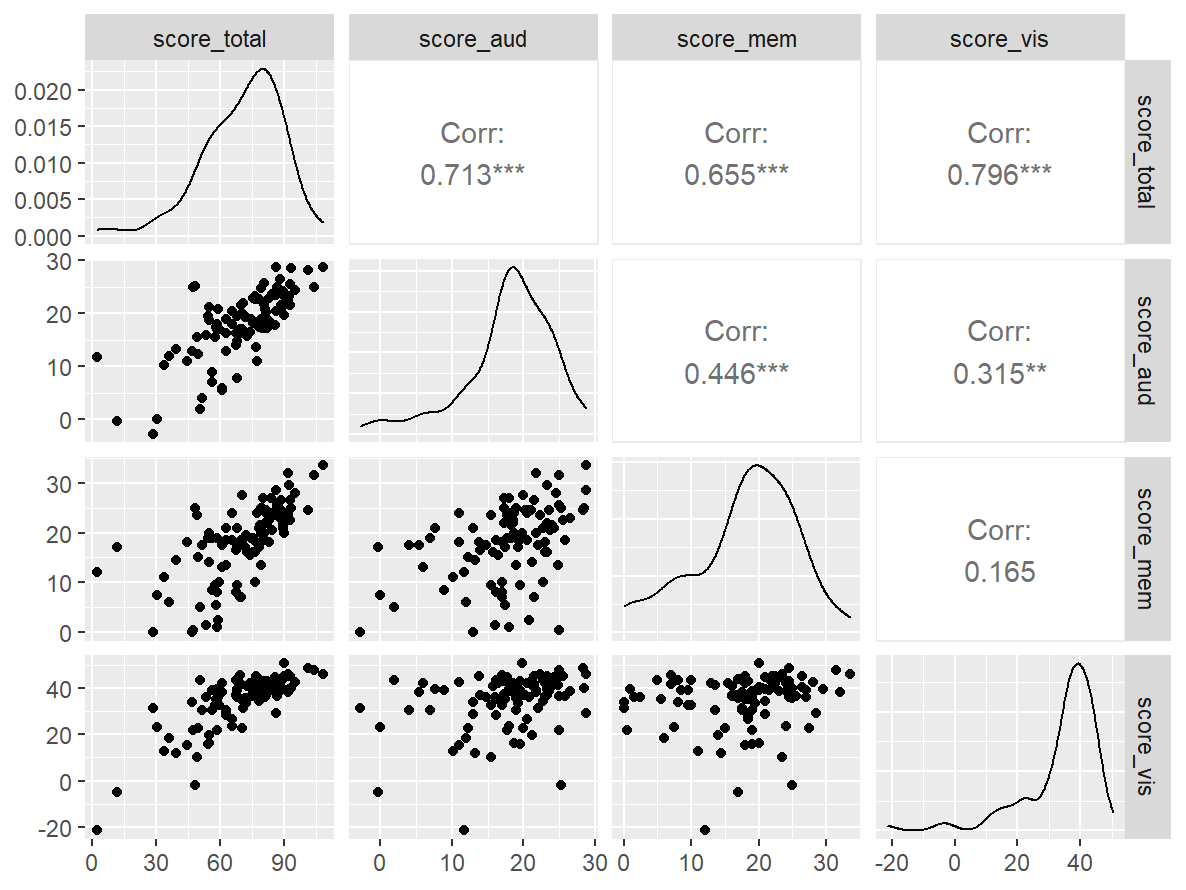 score_total score_aud score_mem score_vis
0.020
0.015
0.010
0.005
0.000
Corr:
0.713***
Corr:
0.655***
Corr:
0.796***
score_total
30
20
10
0
Corr:
0.446***
Corr:
0.315**
score_aud
30
20
10
0
Corr:
0.165
score_mem
40
20
0
-20
score_vis
0 30 60 90 0 10 20 30 0 10 20 30 -20 0 20 40